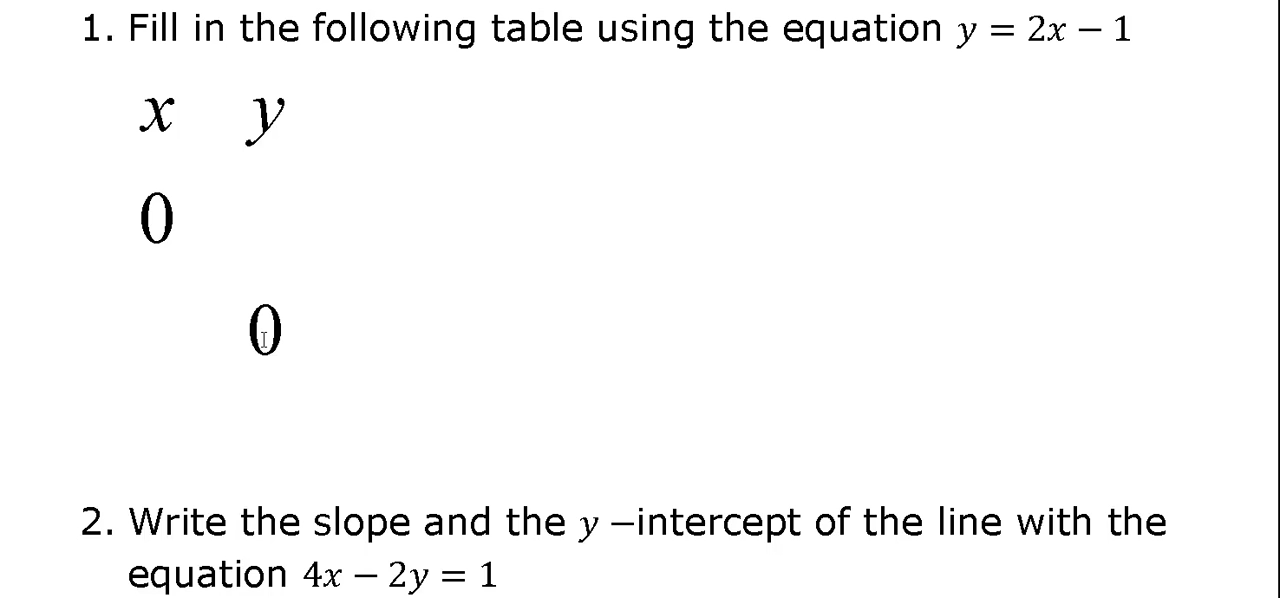 1. Fill in the following table using the equation y = 2x − 1
x y
0
0
2. Write the slope and the y −intercept of the line with the
equation 4x − 2y = 1